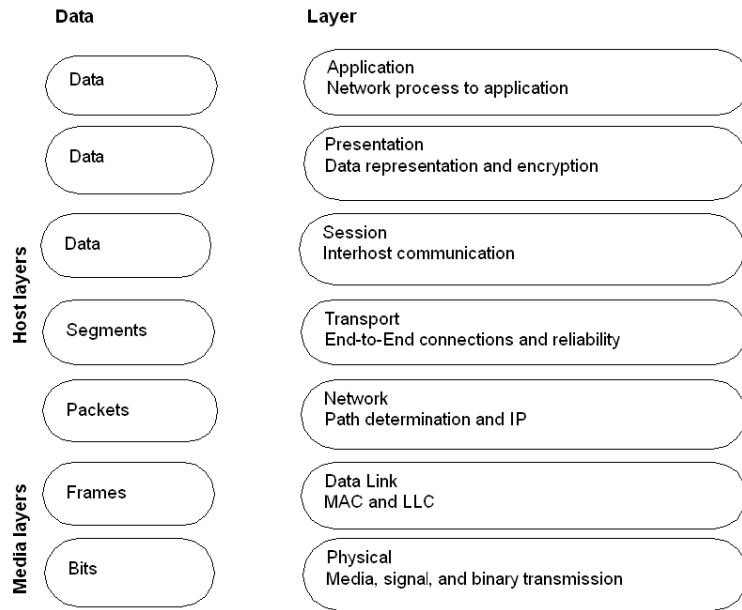 Data
Layer
Data
Application
Network process to application
Data
Presentation
Data representation and encryption
Host layers
Data
Session
Interhost communication
Segments
Transport
End-to-End connections and reliability
Packets
Network
Path determination and IP
Media layers
Frames
Data Link
MAC and LLC
Bits
Physical
Media, signal, and binary transmission